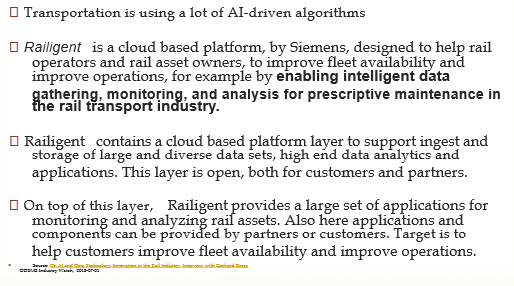 Transportation is using a lot of AI-driven algorithms
Railigent is a cloud based platform, by Siemens, designed to help rail
operators and rail asset owners, to improve fleet availability and
improve operations, for example by enabling intelligent data
gathering, monitoring, and analysis for prescriptive maintenance in
the rail transport industry.
Railigent contains a cloud based platform layer to support ingest and
storage of large and diverse data sets, high end data analytics and
applications. This layer is open, both for customers and partners.
On top of this layer, Railigent provides a large set of applications for
monitoring and analyzing rail assets. Also here applications and
components can be provided by partners or customers. Target is to
help customers improve fleet availability and improve operations.
Source: On AI and Data Technology Innovation in the Rail Industry. Interview with Gerhard Kress
ODBMS Industry Watch, 2019-07-31